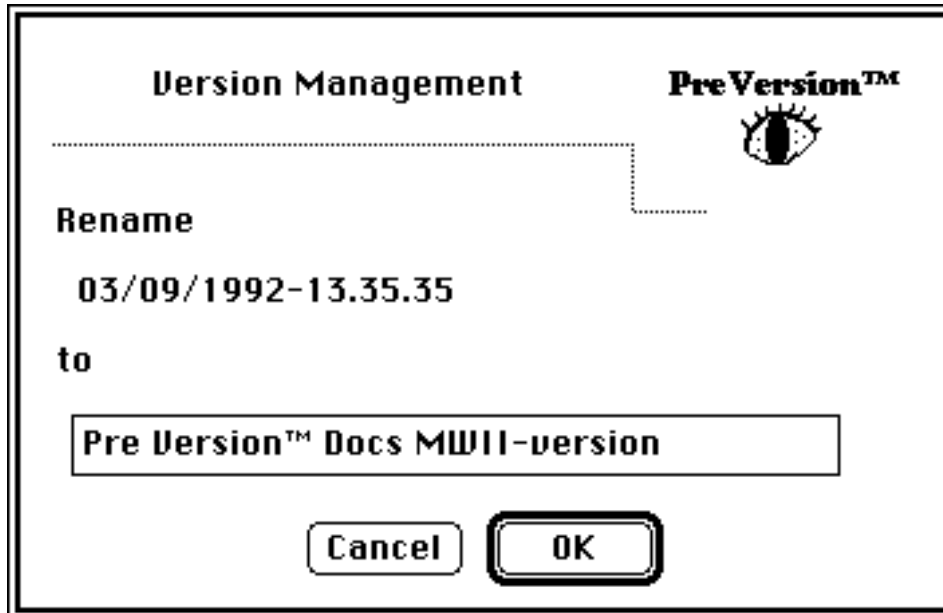 Version Management
PreVersion™
Rename
03/09/1992-13.35.35
to
Pre Version™ Docs MWII-version
Cancel
OK